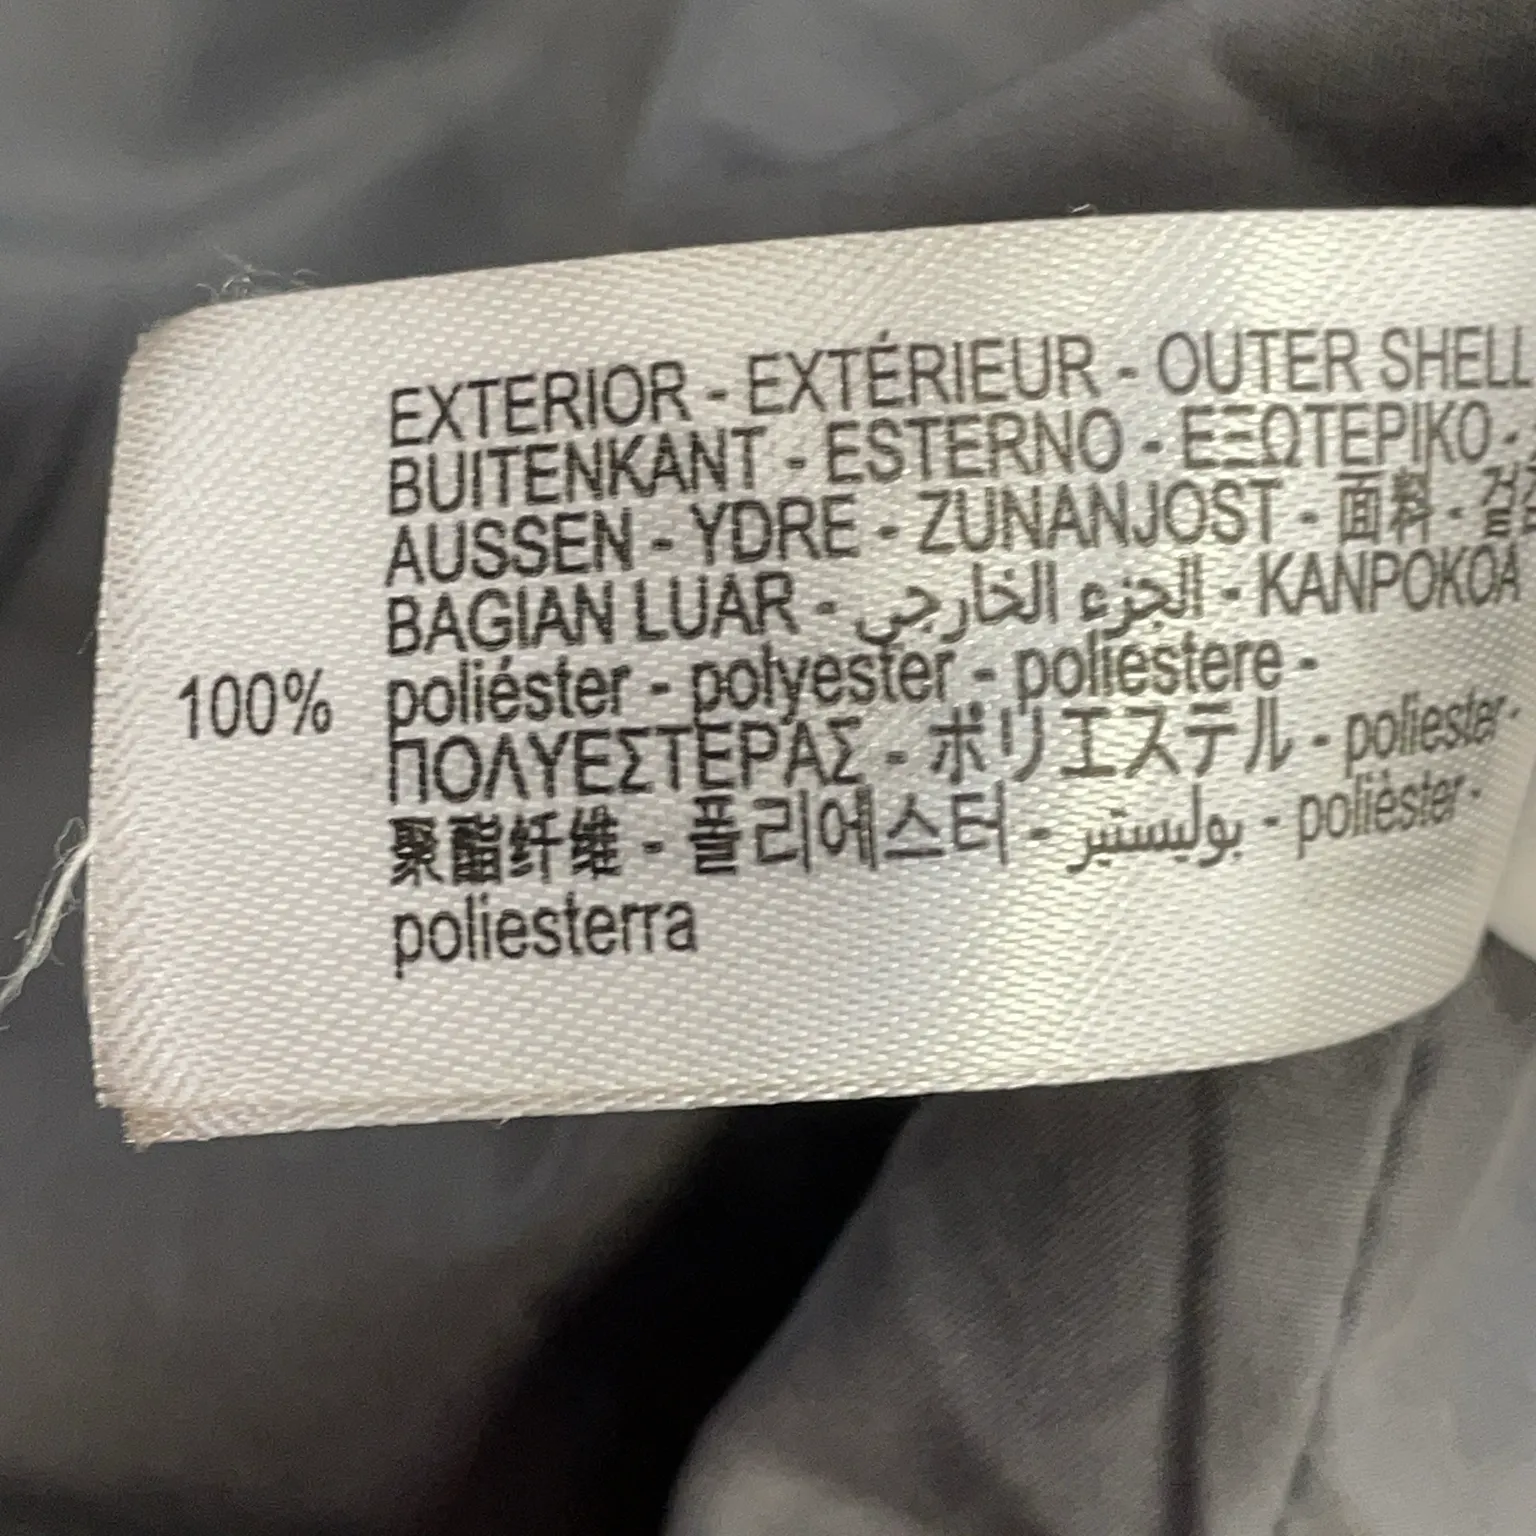 EXTERIOR - EXTÉRIEUR - OUTER SHELL
BUITENKANT - ESTERNO - ΕΞΩΤΕΡΙΚΟ -
AUSSEN - YDRE - ZUNANJOST - 面料 -
BAGIAN LUAR - الجزء الخارجي - KANPOKOA
100% poliéster - polyester - poliestere -
ΠΟΛΥΕΣΤΕΡΑΣ - ポリエステル - poliester -
聚酯纤维 - 폴리에스터 - بوليستير - polièster -
poliesterra